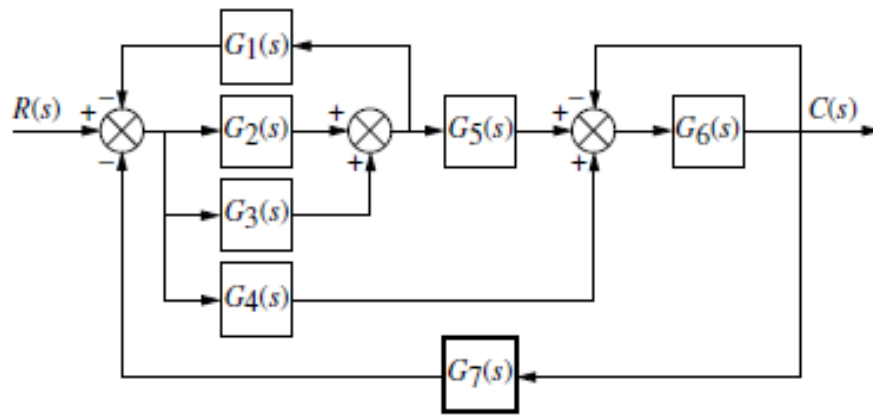 G1(s)
R(s) + − −
G2(s) + +
G5(s) + − +
G6(s)
C(s)
G3(s)
G4(s)
G7(s)